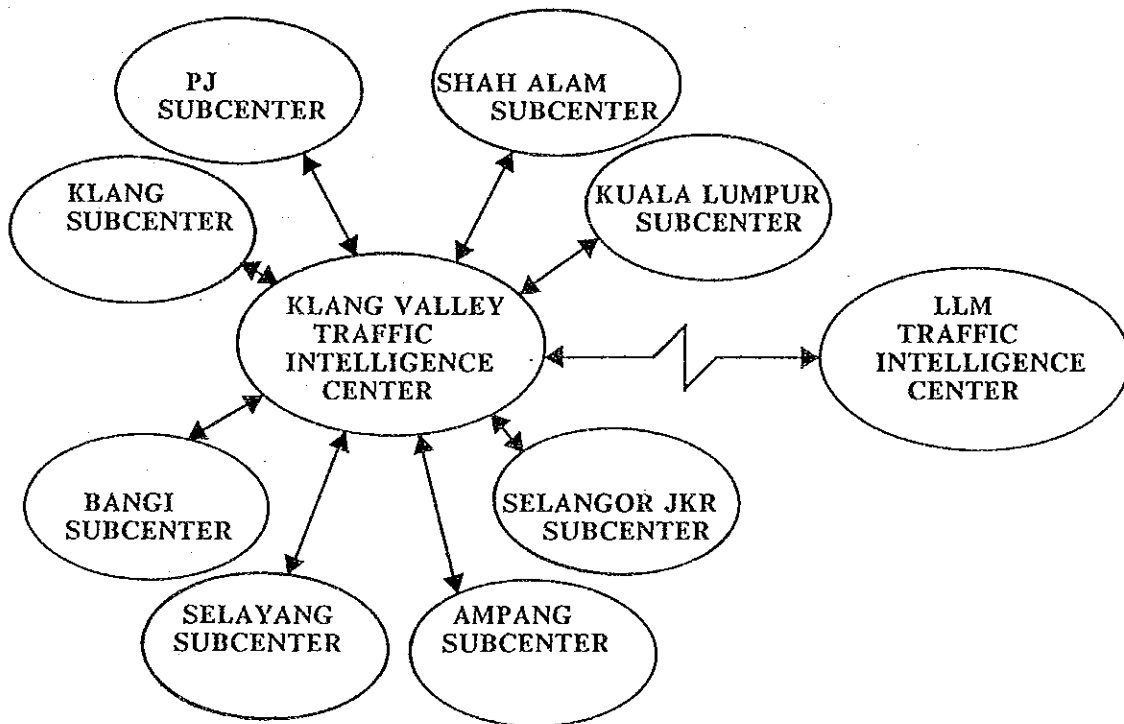 PJ
SUBCENTER
SHAH ALAM
SUBCENTER
KLANG
SUBCENTER
KUALA LUMPUR
SUBCENTER
KLANG VALLEY
TRAFFIC
INTELLIGENCE
CENTER
LLM
TRAFFIC
INTELLIGENCE
CENTER
BANGI
SUBCENTER
SELANGOR JKR
SUBCENTER
SELAYANG
SUBCENTER
AMPANG
SUBCENTER